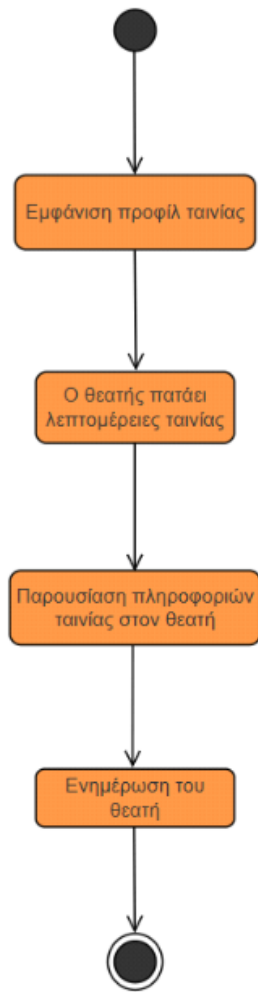 Εμφάνιση προφίλ ταινίας
Ο θεατής πατάει
λεπτομέρειες ταινίας
Παρουσίαση πληροφοριών
ταινίας στον θεατή
Ενημέρωση του
θεατή